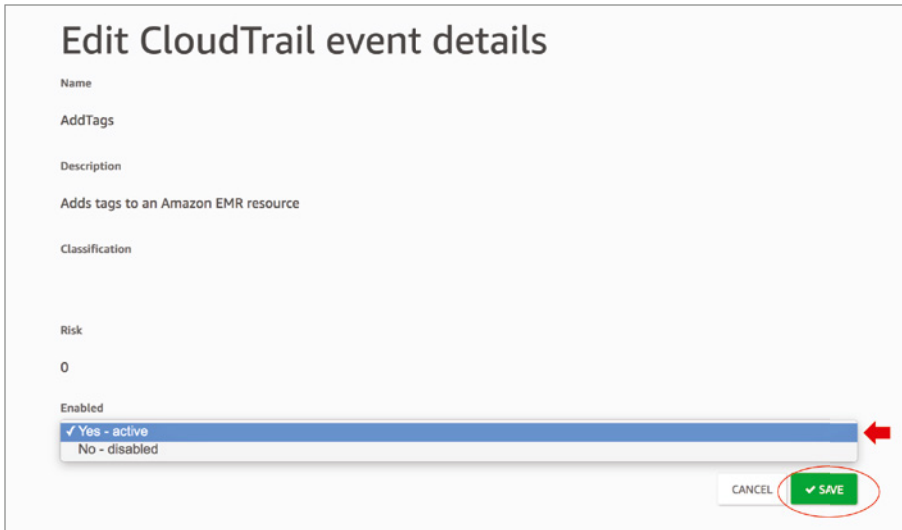 Edit CloudTrail event details
Name
AddTags
Description
Adds tags to an Amazon EMR resource
Classification
Risk
0
Enabled
✓ Yes - active
No - disabled
CANCEL ✔ SAVE